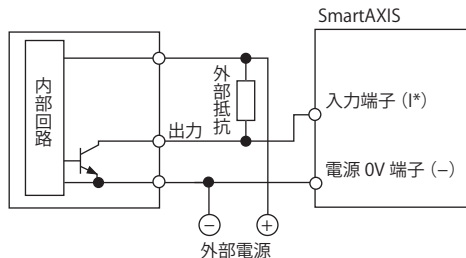 SmartAXIS
内部回路
外部抵抗
出力
入力端子 (I*)
電源 0V 端子 (−)
−
+
外部電源